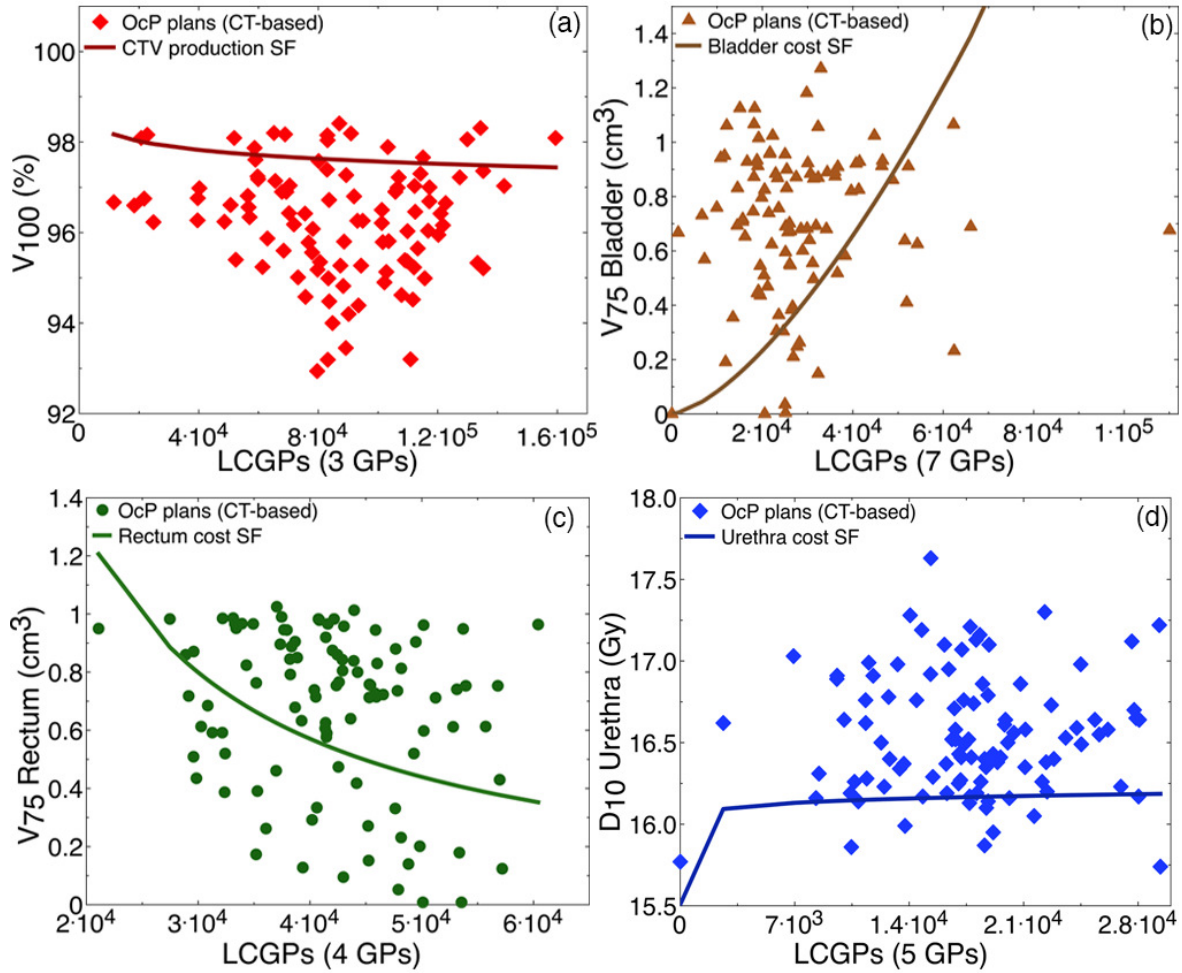 (a)
OcP plans (CT-based)
CTV production SF
100
98
96
94
92
V100 (%)
0
4·10⁴
8·10⁴
1.2·10⁵
1.6·10⁵
LCGPs (3 GPs)
(b)
OcP plans (CT-based)
Bladder cost SF
1.4
1.2
1
0.8
0.6
0.4
0.2
0
V75 Bladder (cm³)
0
2·10⁴
4·10⁴
6·10⁴
8·10⁴
1·10⁵
LCGPs (7 GPs)
(c)
OcP plans (CT-based)
Rectum cost SF
1.4
1.2
1
0.8
0.6
0.4
0.2
0
V75 Rectum (cm³)
2·10⁴
3·10⁴
4·10⁴
5·10⁴
6·10⁴
LCGPs (4 GPs)
(d)
OcP plans (CT-based)
Urethra cost SF
18.0
17.5
17.0
16.5
16.0
15.5
D10 Urethra (Gy)
0
7·10³
1.4·10⁴
2.1·10⁴
2.8·10⁴
LCGPs (5 GPs)